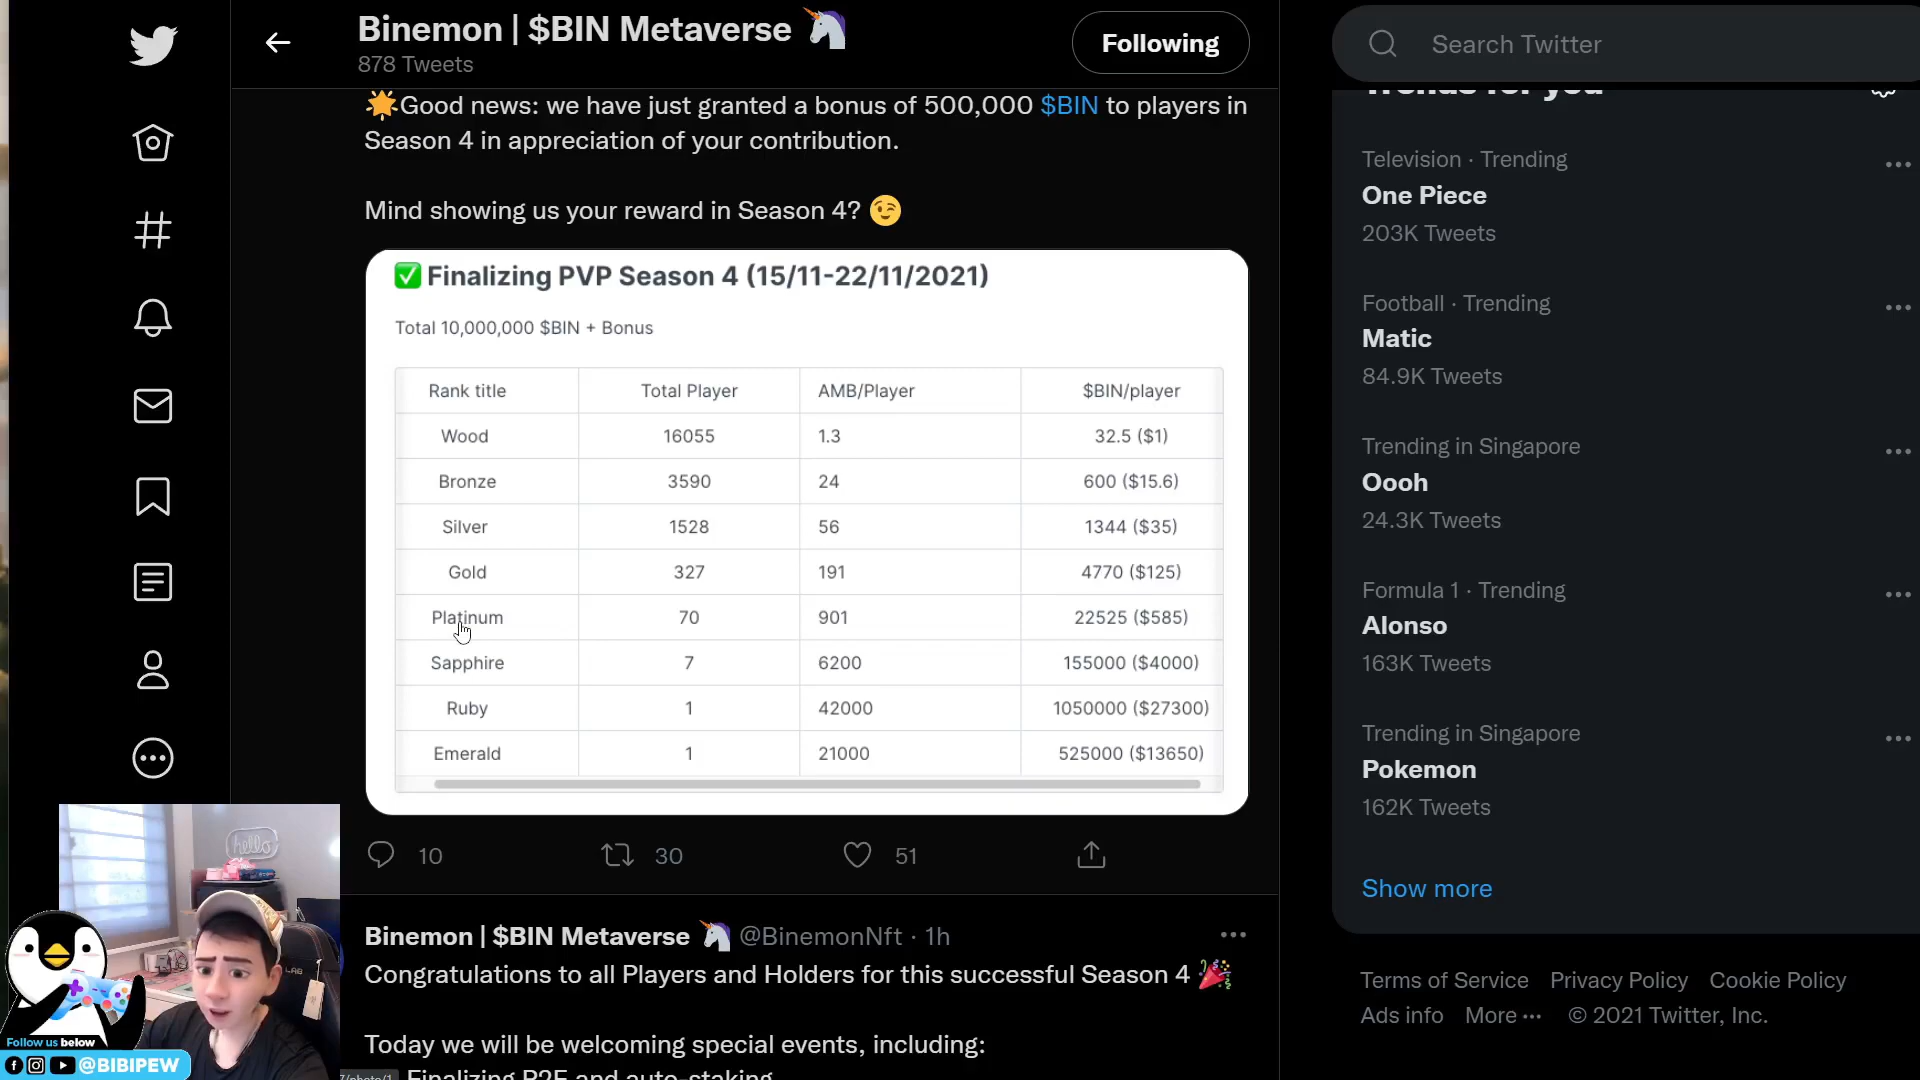 Binemon | $BIN Metaverse 🦄
878 Tweets
Following
Search Twitter
🌟Good news: we have just granted a bonus of 500,000 $BIN to players in
Season 4 in appreciation of your contribution.
Mind showing us your reward in Season 4? 😉
✅ Finalizing PVP Season 4 (15/11-22/11/2021)
Total 10,000,000 $BIN + Bonus
Rank title Total Player AMB/Player $BIN/player
Wood 16055 1.3 32.5 ($1)
Bronze 3590 24 600 ($15.6)
Silver 1528 56 1344 ($35)
Gold 327 191 4770 ($125)
Platinum 70 901 22525 ($585)
Sapphire 7 6200 155000 ($4000)
Ruby 1 42000 1050000 ($27300)
Emerald 1 21000 525000 ($13650)
10 30 51
Binemon | $BIN Metaverse 🦄 @BinemonNft · 1h
Congratulations to all Players and Holders for this successful Season 4 🎉
Today we will be welcoming special events, including:
Finalizing P2E and auto-staking
Trends for you
Television · Trending
One Piece
203K Tweets
Football · Trending
Matic
84.9K Tweets
Trending in Singapore
Oooh
24.3K Tweets
Formula 1 · Trending
Alonso
163K Tweets
Trending in Singapore
Pokemon
162K Tweets
Show more
Terms of Service Privacy Policy Cookie Policy
Ads info More ··· © 2021 Twitter, Inc.
hello
Follow us below
@BIBIPEW